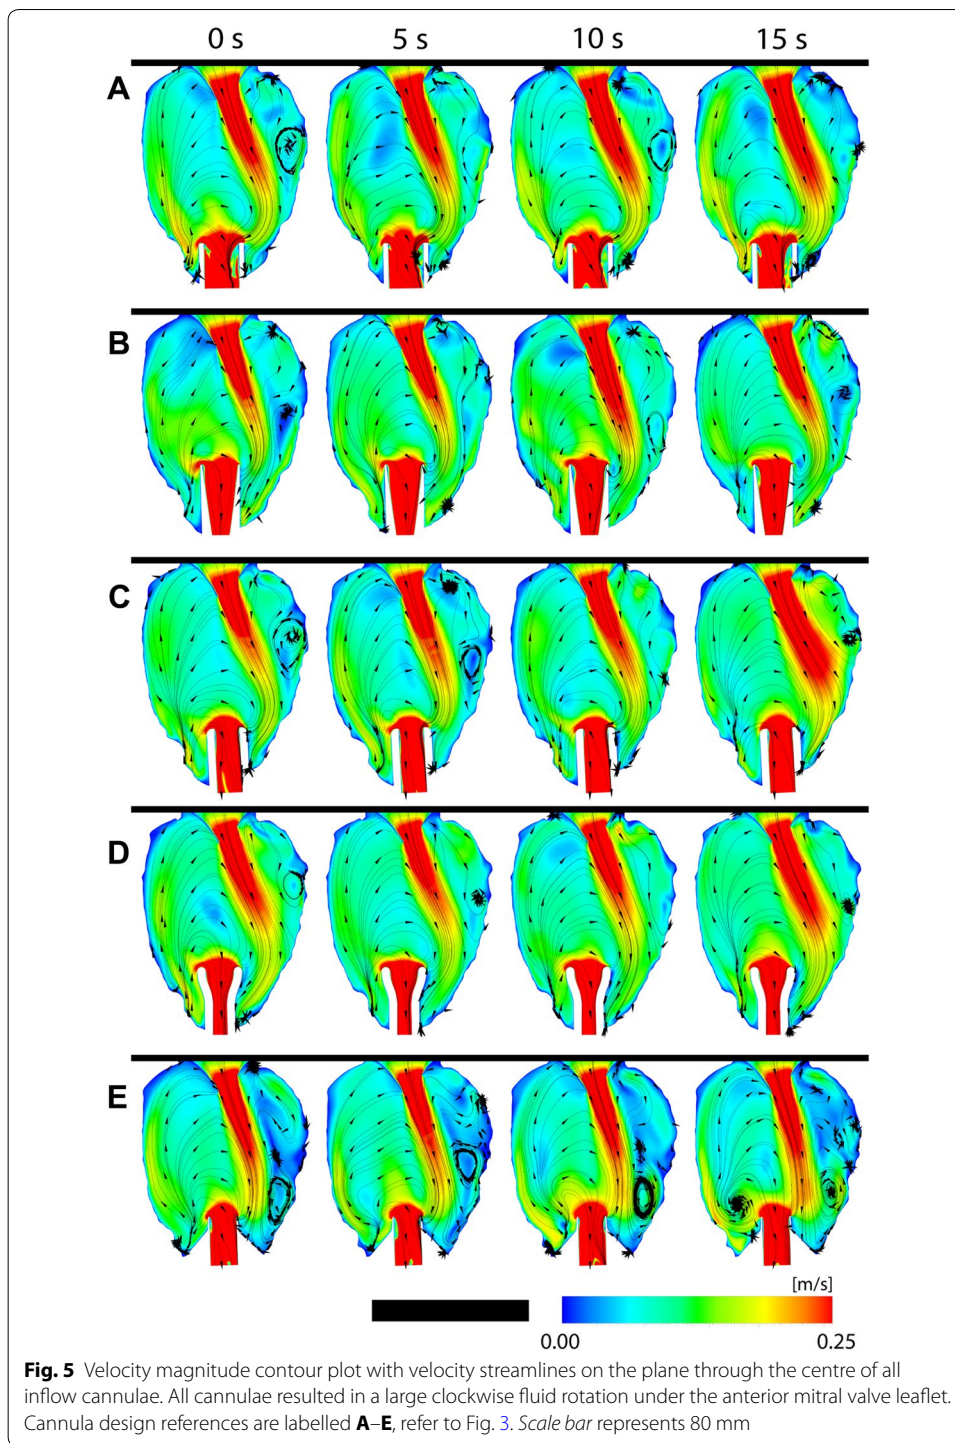 0 s 5 s 10 s 15 s
A
B
C
D
E
[m/s]
0.00 0.25
Fig. 5 Velocity magnitude contour plot with velocity streamlines on the plane through the centre of all
inflow cannulae. All cannulae resulted in a large clockwise fluid rotation under the anterior mitral valve leaflet.
Cannula design references are labelled A–E, refer to Fig. 3. Scale bar represents 80 mm